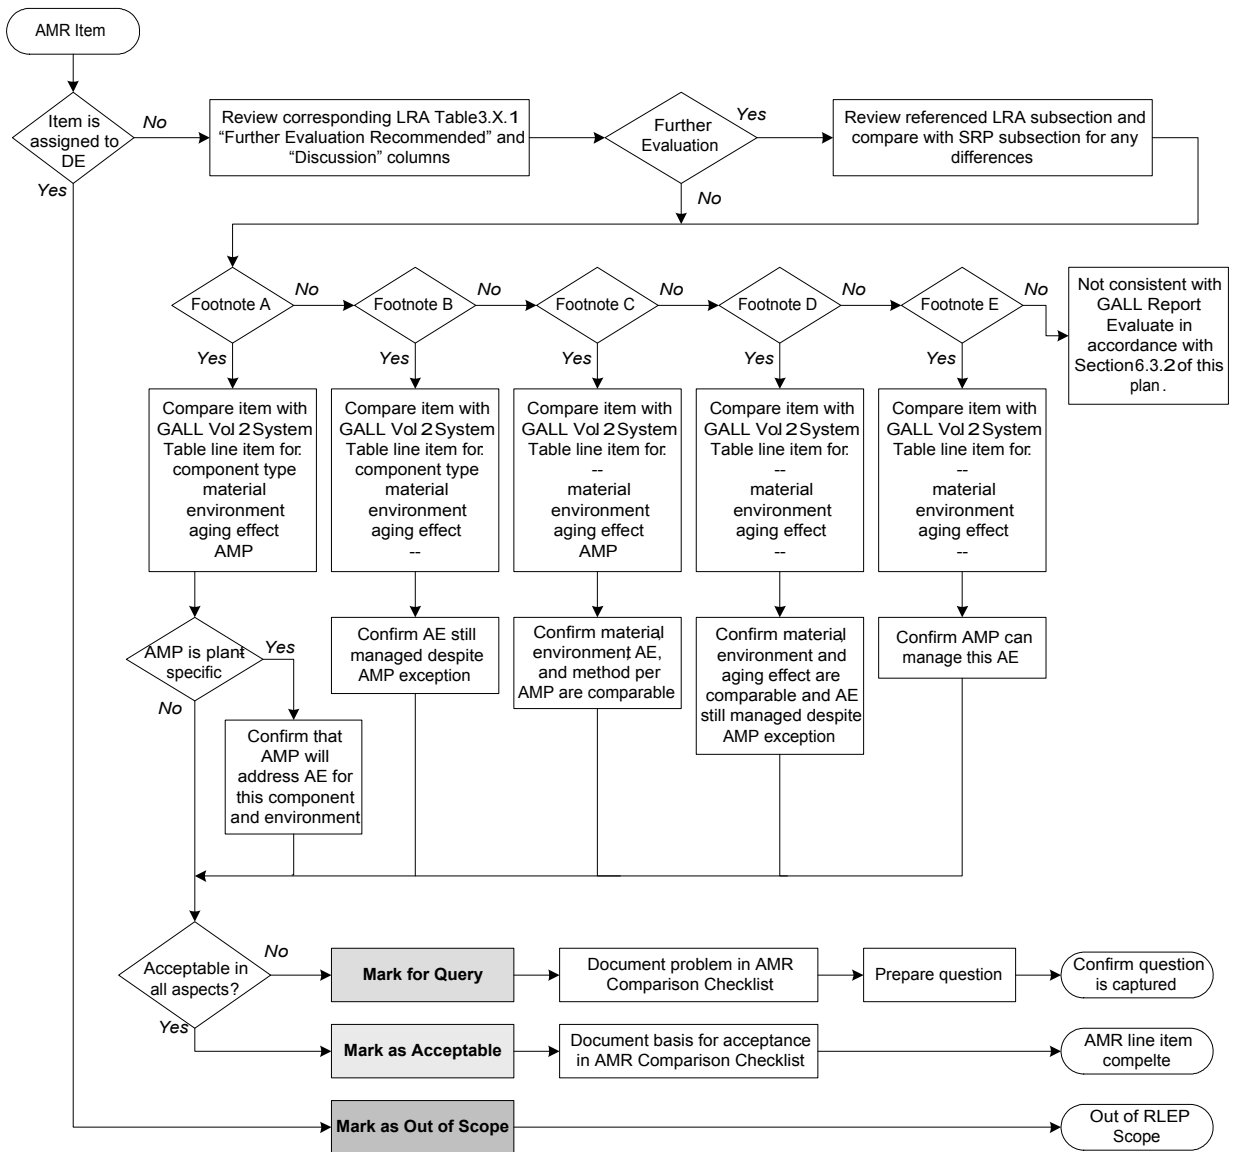 AMR Item
Item is
assigned to
DE
No
Yes
Review corresponding LRA Table3.X.1
“Further Evaluation Recommended” and
“Discussion” columns
Further
Evaluation
Yes
No
Review referenced LRA subsection and
compare with SRP subsection for any
differences
Footnote A
No
Yes
Footnote B
No
Yes
Footnote C
No
Yes
Footnote D
No
Yes
Footnote E
No
Yes
Not consistent with
GALL Report
Evaluate in
accordance with
Section6.3.2of this
plan.
Compare item with
GALL Vol 2System
Table line item for:
component type
material
environment
aging effect
AMP
Compare item with
GALL Vol 2System
Table line item for:
component type
material
environment
aging effect
--
Compare item with
GALL Vol 2System
Table line item for:
--
material
environment
aging effect
AMP
Compare item with
GALL Vol 2System
Table line item for:
--
material
environment
aging effect
--
Compare item with
GALL Vol 2System
Table line item for:
--
material
environment
aging effect
--
AMP is plant-
specific
Yes
No
Confirm that
AMP will
address AE for
this component
and environment
Confirm AE still
managed despite
AMP exception
Confirm material,
environment, AE,
and method per
AMP are comparable
Confirm material,
environment and
aging effect are
comparable and AE
still managed despite
AMP exception
Confirm AMP can
manage this AE
Acceptable in
all aspects?
No
Yes
Mark for Query
Document problem in AMR
Comparison Checklist
Prepare question
Confirm question
is captured
Mark as Acceptable
Document basis for acceptance
in AMR Comparison Checklist
AMR line item
compelte
Mark as Out of Scope
Out of RLEP
Scope